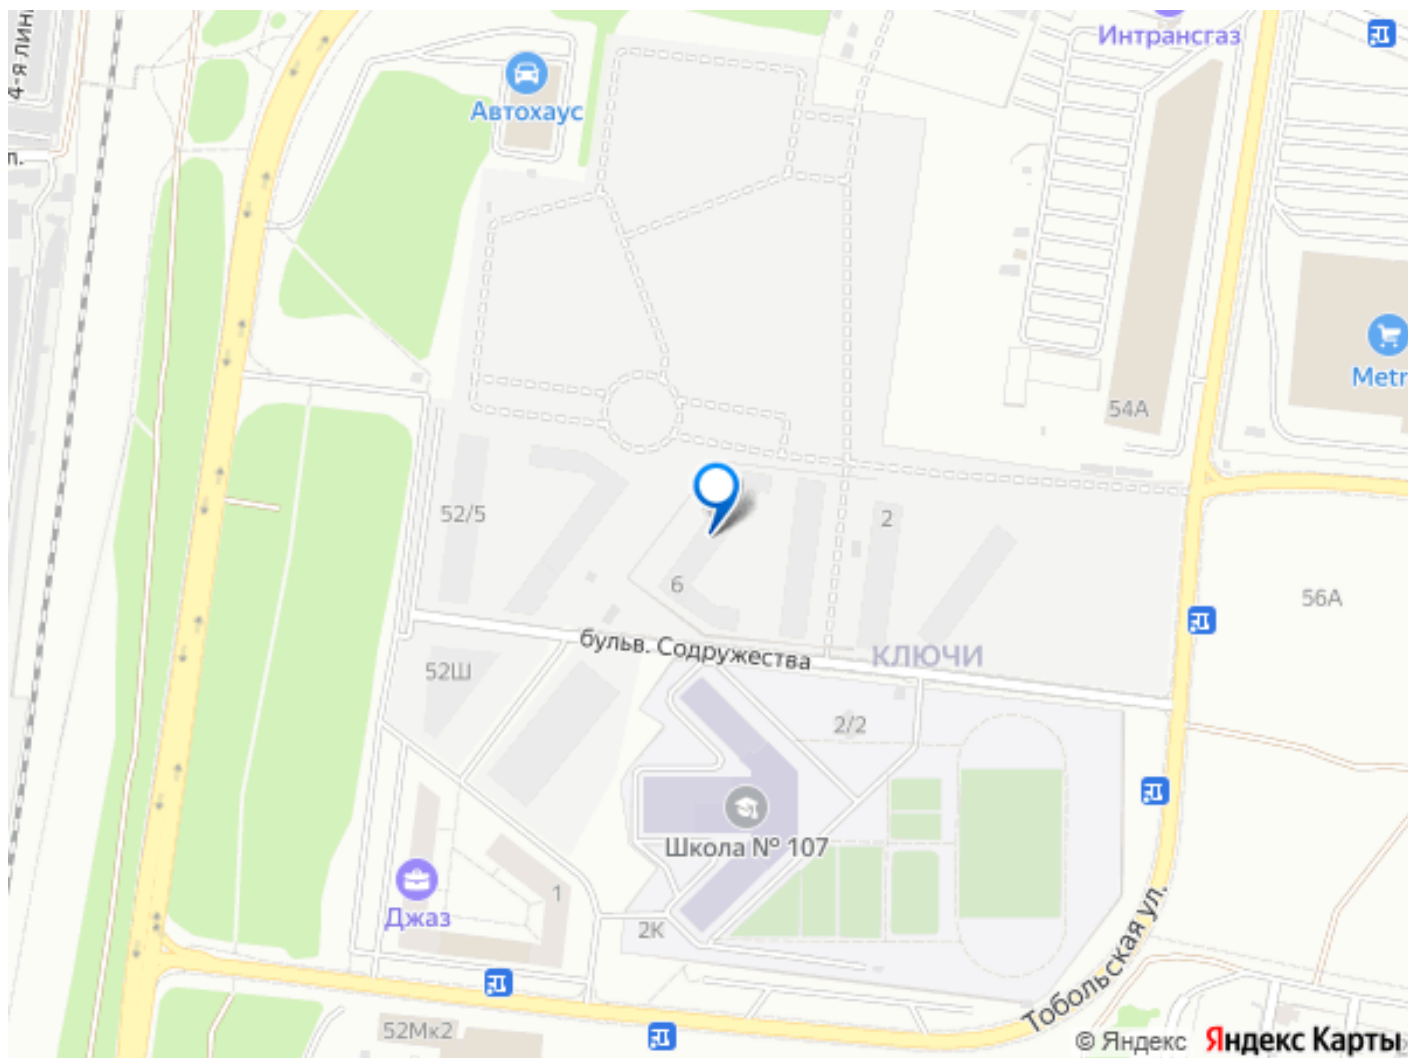 4-я лин
Интрансгаз
Автохаус
Metr
54А
52/5
2
6
56А
бульв. Содружества
КЛЮЧИ
52Ш
2/2
Школа № 107
1
Джаз
2К
Тобольская ул.
52Мк2
© Яндекс Яндекс Карты